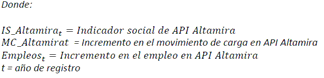 Donde:
IS_Altamira_t = Indicador social de API Altamira
MC_Altamirat = Incremento en el movimiento de carga en API Altamira
Empleos_t = Incremento en el empleo en API Altamira
t = año de registro